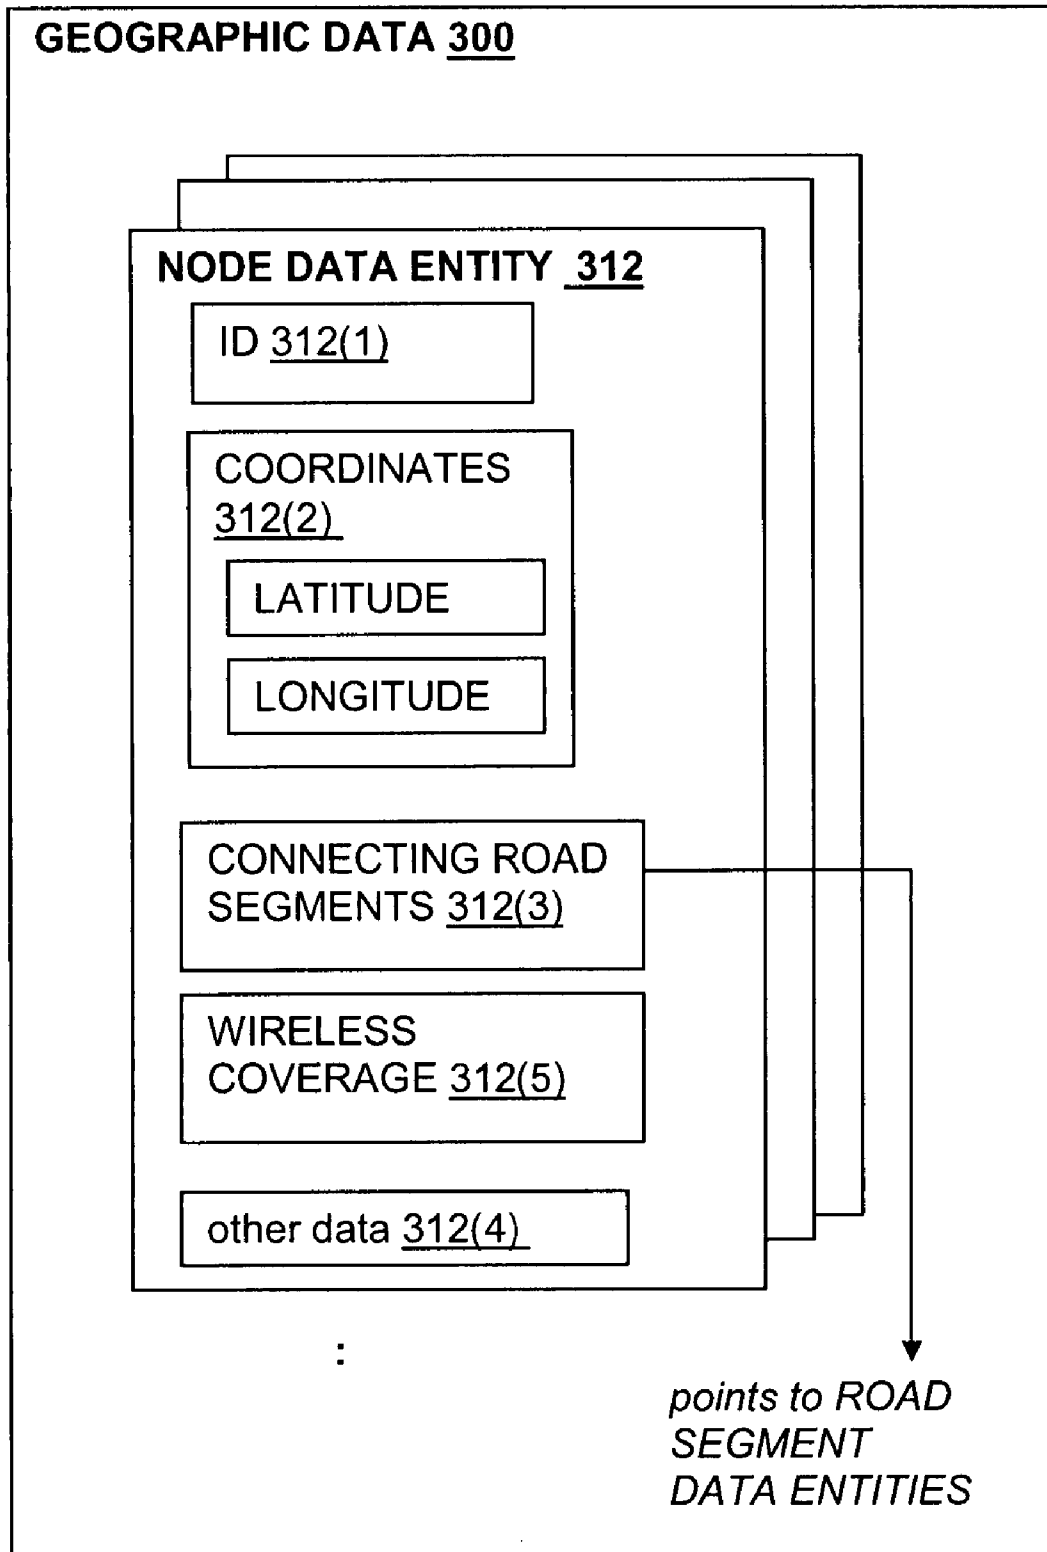 GEOGRAPHIC DATA 300
NODE DATA ENTITY 312
ID 312(1)
COORDINATES
312(2)
LATITUDE
LONGITUDE
CONNECTING ROAD
SEGMENTS 312(3)
WIRELESS
COVERAGE 312(5)
other data 312(4)
:
points to ROAD
SEGMENT
DATA ENTITIES